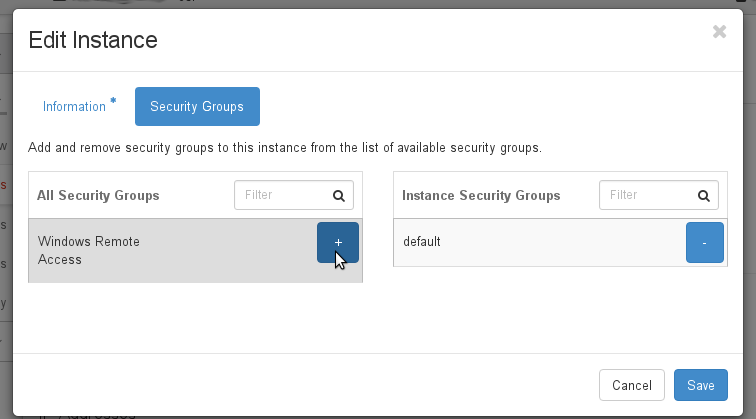 Edit Instance
×
Information *
Security Groups
Add and remove security groups to this instance from the list of available security groups.
All Security Groups
Filter
Instance Security Groups
Filter
Windows Remote
Access
+
default
-
Cancel
Save